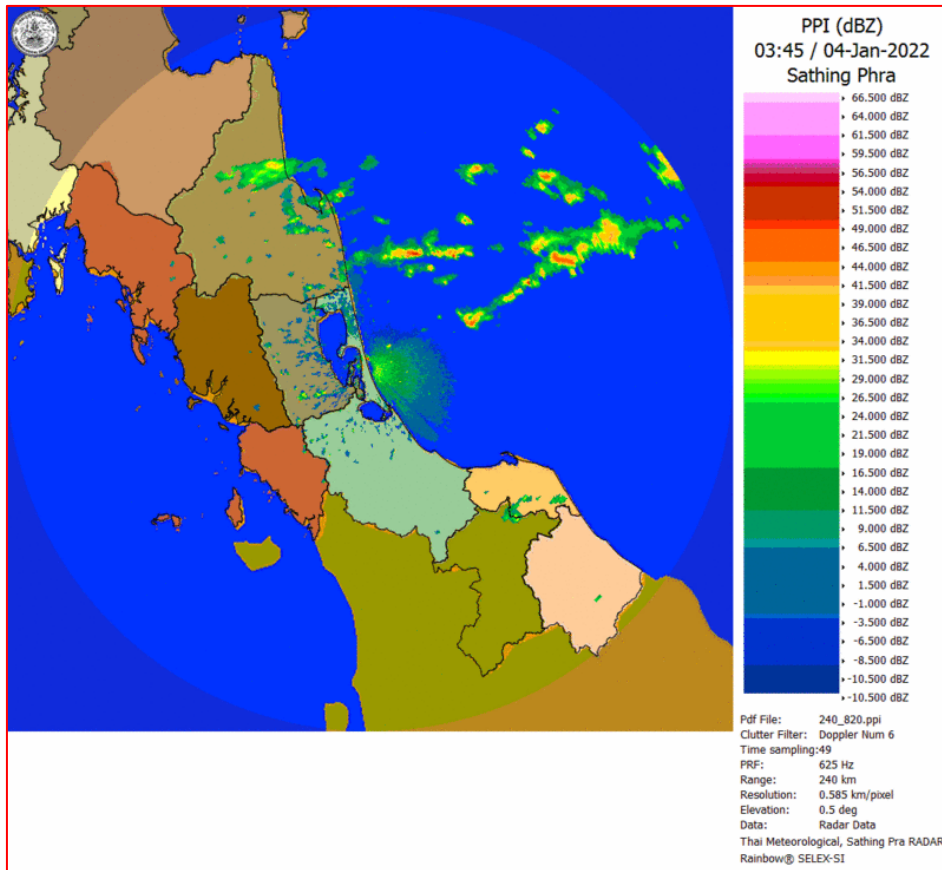 PPI (dBZ)
03:45 / 04-Jan-2022
Sathing Phra
66.500 dBZ
64.000 dBZ
61.500 dBZ
59.500 dBZ
56.500 dBZ
54.000 dBZ
51.500 dBZ
49.000 dBZ
46.500 dBZ
44.000 dBZ
41.500 dBZ
39.000 dBZ
36.500 dBZ
34.000 dBZ
31.500 dBZ
29.000 dBZ
26.500 dBZ
24.000 dBZ
21.500 dBZ
19.000 dBZ
16.500 dBZ
14.000 dBZ
11.500 dBZ
9.000 dBZ
6.500 dBZ
4.000 dBZ
1.500 dBZ
-1.000 dBZ
-3.500 dBZ
-6.500 dBZ
-8.500 dBZ
-10.500 dBZ
-10.500 dBZ
Pdf File: 240_820.ppi
Clutter Filter: Doppler Num 6
Time sampling:49
PRF: 625 Hz
Range: 240 km
Resolution: 0.585 km/pixel
Elevation: 0.5 deg
Data: Radar Data
Thai Meteorological, Sathing Pra RADAR
Rainbow® SELEX-SI